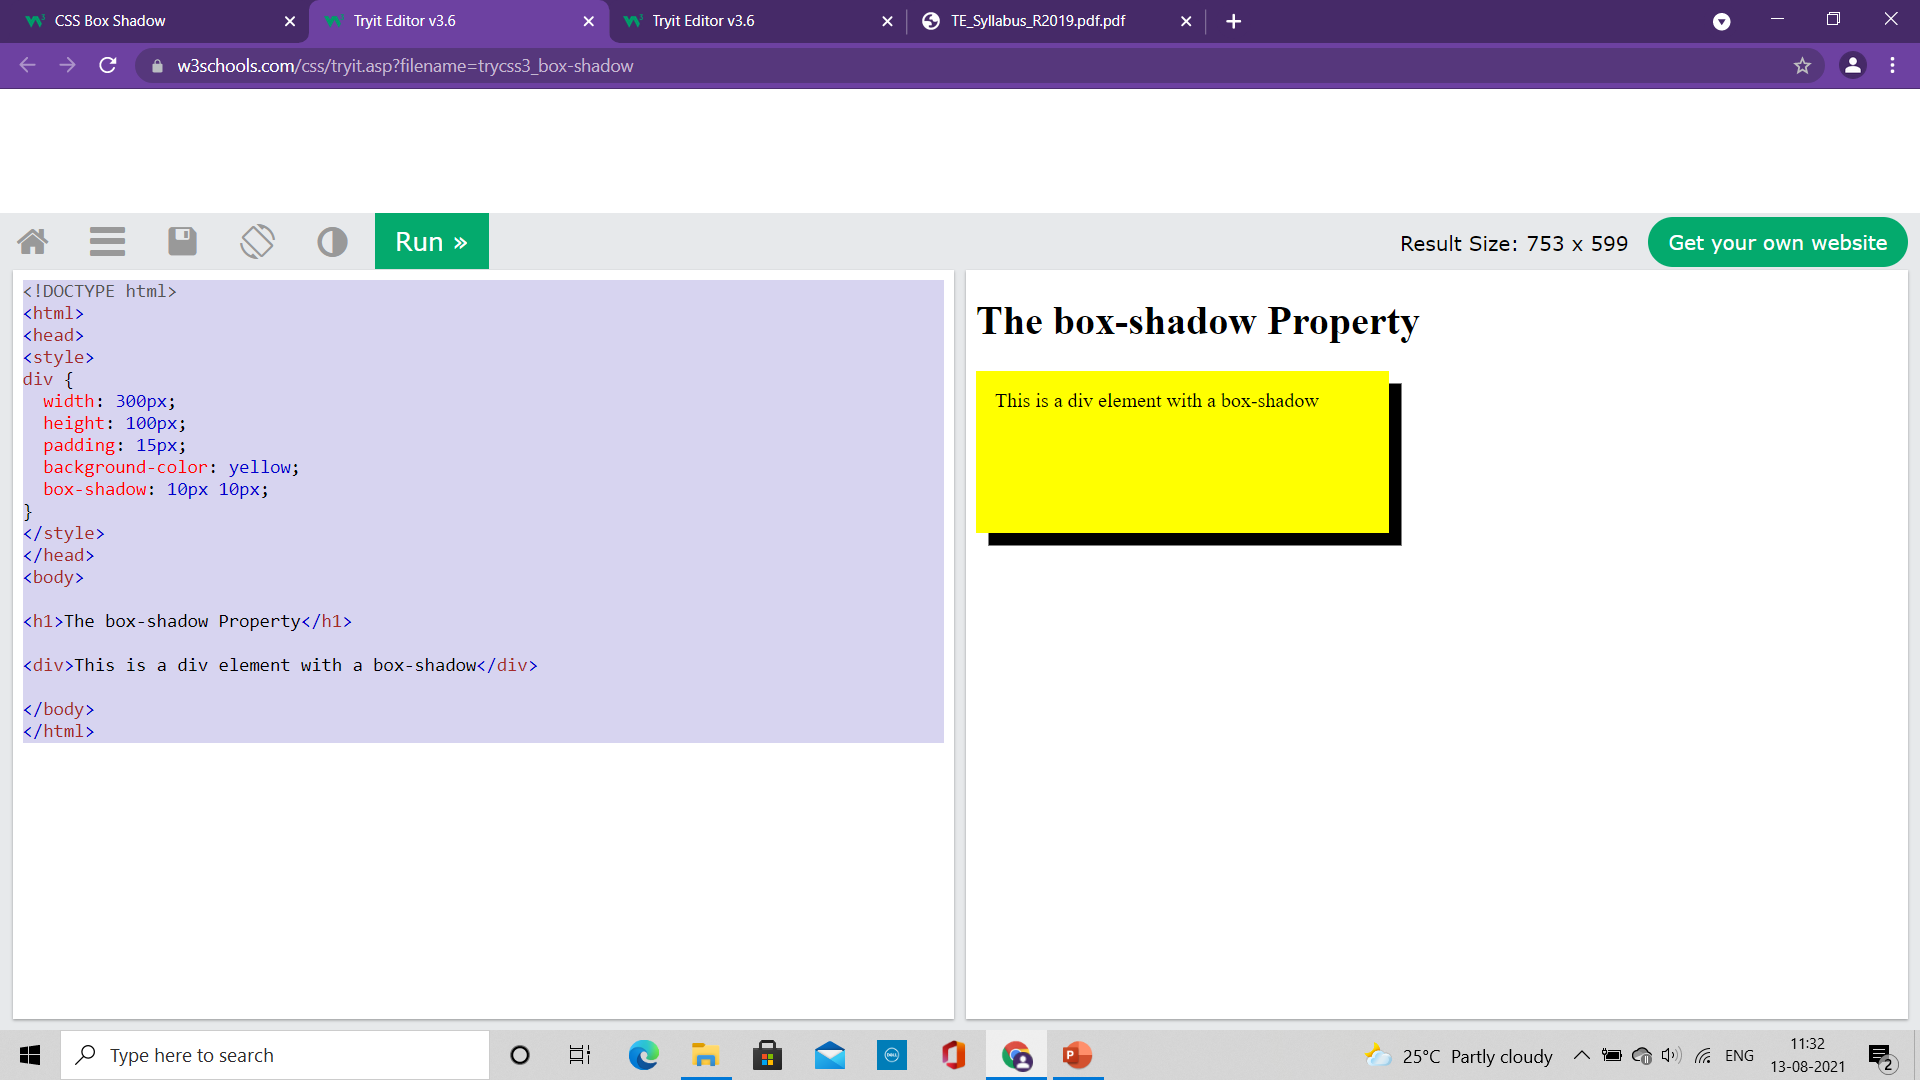 CSS Box Shadow
Tryit Editor v3.6
Tryit Editor v3.6
TE_Syllabus_R2019.pdf.pdf
w3schools.com/css/tryit.asp?filename=trycss3_box-shadow
Run »
Result Size: 753 x 599
Get your own website
<!DOCTYPE html>
<html>
<head>
<style>
div {
  width: 300px;
  height: 100px;
  padding: 15px;
  background-color: yellow;
  box-shadow: 10px 10px;
}
</style>
</head>
<body>
<h1>The box-shadow Property</h1>
<div>This is a div element with a box-shadow</div>
</body>
</html>
The box-shadow Property
This is a div element with a box-shadow
Type here to search
DELL
P
25°C Partly cloudy
ENG
11:32
13-08-2021
2